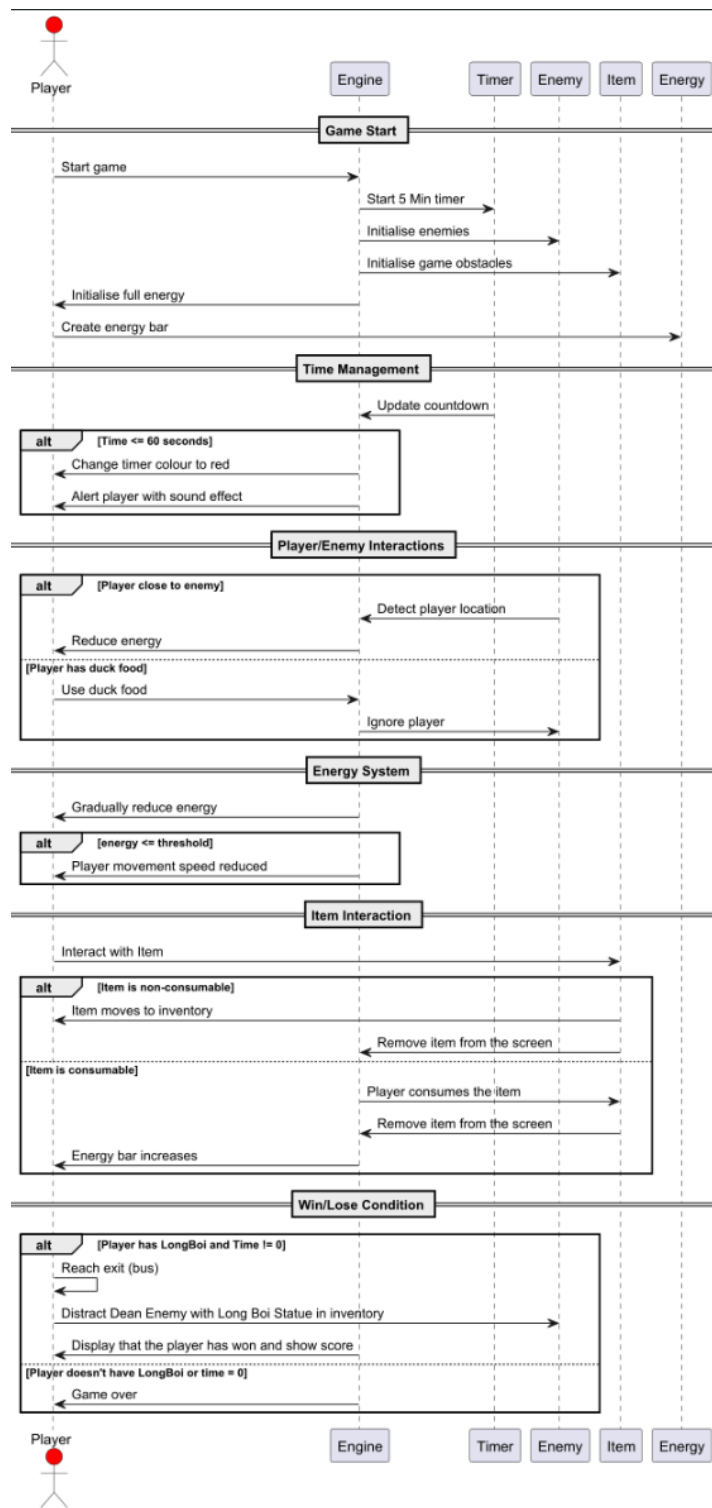 Player
Engine
Timer
Enemy
Item
Energy
Game Start
Start game
Start 5 Min timer
Initialise enemies
Initialise game obstacles
Initialise full energy
Create energy bar
Time Management
Update countdown
alt [Time <= 60 seconds]
Change timer colour to red
Alert player with sound effect
Player/Enemy Interactions
alt [Player close to enemy]
Detect player location
Reduce energy
[Player has duck food]
Use duck food
Ignore player
Energy System
Gradually reduce energy
alt [energy <= threshold]
Player movement speed reduced
Item Interaction
Interact with Item
alt [Item is non-consumable]
Item moves to inventory
Remove item from the screen
[Item is consumable]
Player consumes the item
Remove item from the screen
Energy bar increases
Win/Lose Condition
alt [Player has LongBoi and Time != 0]
Reach exit (bus)
Distract Dean Enemy with Long Boi Statue in inventory
Display that the player has won and show score
[Player doesn't have LongBoi or time = 0]
Game over
Player
Engine
Timer
Enemy
Item
Energy